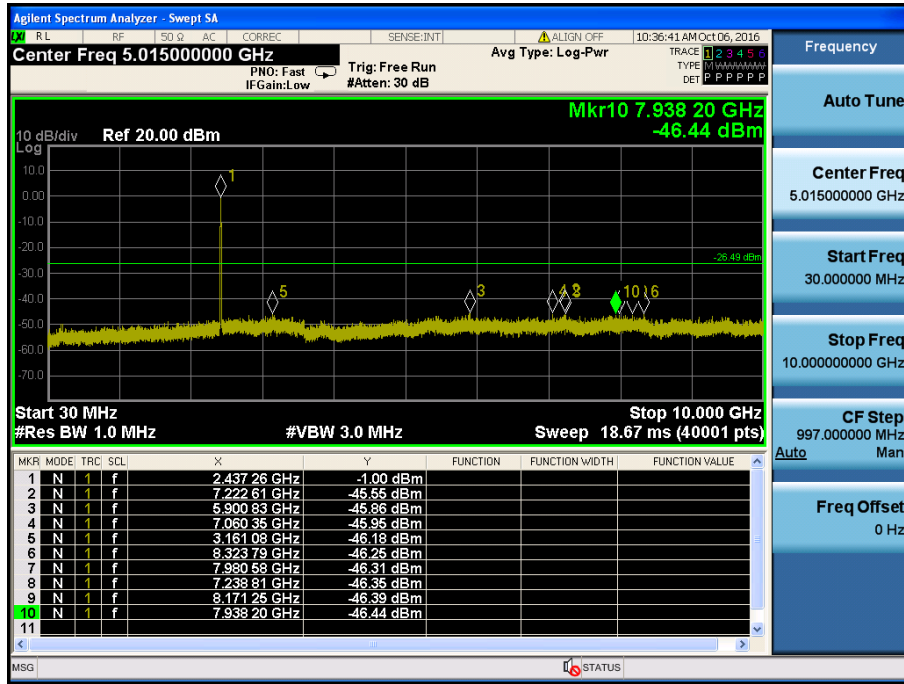 Agilent Spectrum Analyzer - Swept SA
LXI RL RF 50 Ω AC CORREC SENSE:INT ALIGN OFF 10:36:41 AM Oct 06, 2016
Center Freq 5.015000000 GHz
PNO: Fast
IFGain:Low
Trig: Free Run
#Atten: 30 dB
Avg Type: Log-Pwr
TRACE 1 2 3 4 5 6
TYPE M
DET P P P P P P
Mkr10 7.938 20 GHz
-46.44 dBm
10 dB/div Ref 20.00 dBm
Log
10.0
0.00
-10.0
-20.0
-30.0
-40.0
-50.0
-60.0
-70.0
-26.49 dBm
1
5
3
10
6
Start 30 MHz Stop 10.000 GHz
#Res BW 1.0 MHz #VBW 3.0 MHz Sweep 18.67 ms (40001 pts)
MKR MODE TRC SCL X Y FUNCTION FUNCTION WIDTH FUNCTION VALUE
1 N 1 f 2.437 26 GHz -1.00 dBm
2 N 1 f 7.222 61 GHz -45.55 dBm
3 N 1 f 5.900 83 GHz -45.86 dBm
4 N 1 f 7.060 35 GHz -45.95 dBm
5 N 1 f 3.161 08 GHz -46.18 dBm
6 N 1 f 8.323 79 GHz -46.25 dBm
7 N 1 f 7.980 58 GHz -46.31 dBm
8 N 1 f 7.238 81 GHz -46.35 dBm
9 N 1 f 8.171 25 GHz -46.39 dBm
10 N 1 f 7.938 20 GHz -46.44 dBm
11
MSG STATUS
Frequency
Auto Tune
Center Freq
5.015000000 GHz
Start Freq
30.000000 MHz
Stop Freq
10.000000000 GHz
CF Step
997.000000 MHz
Auto Man
Freq Offset
0 Hz